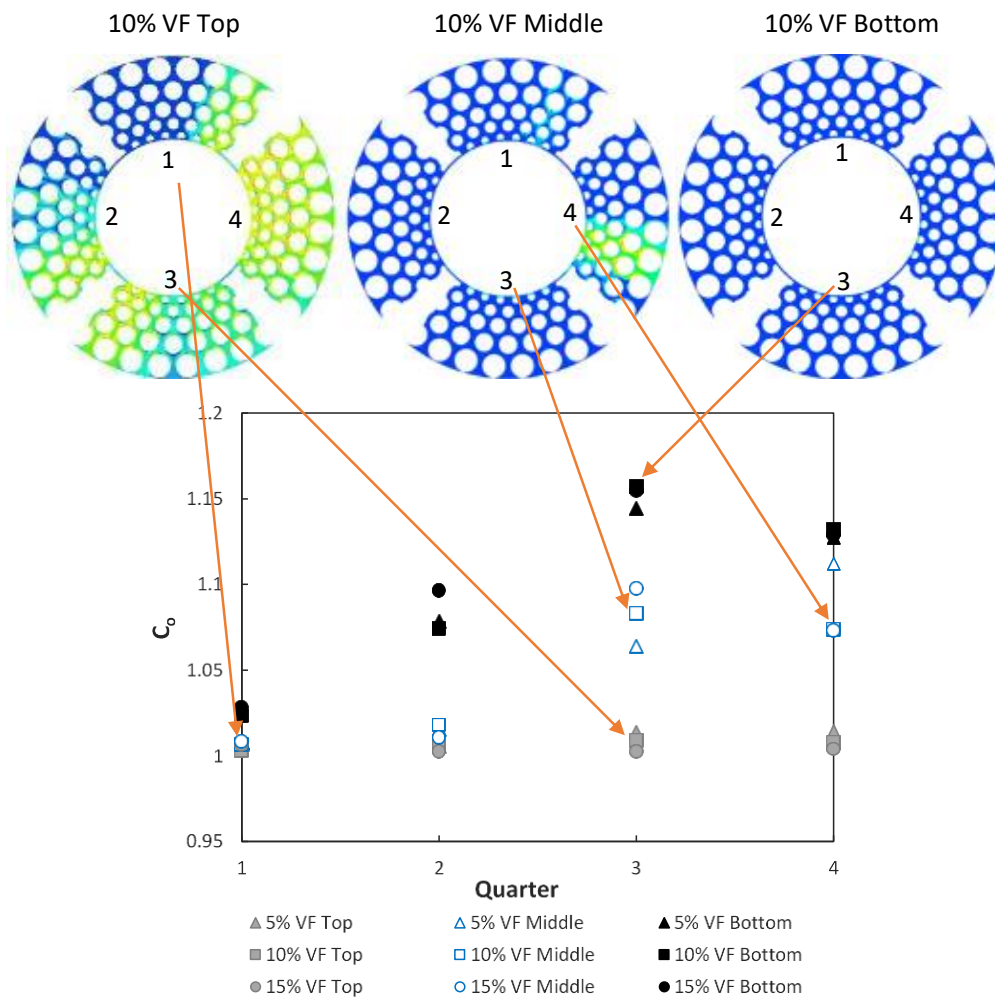 10% VF Top 10% VF Middle 10% VF Bottom
1 1 1
2 4 2 4 2 4
3 3 3
1.2
1.15
1.10
1.05
1
0.95
C₀
1 2 3 4
Quarter
5% VF Top 5% VF Middle 5% VF Bottom
10% VF Top 10% VF Middle 10% VF Bottom
15% VF Top 15% VF Middle 15% VF Bottom